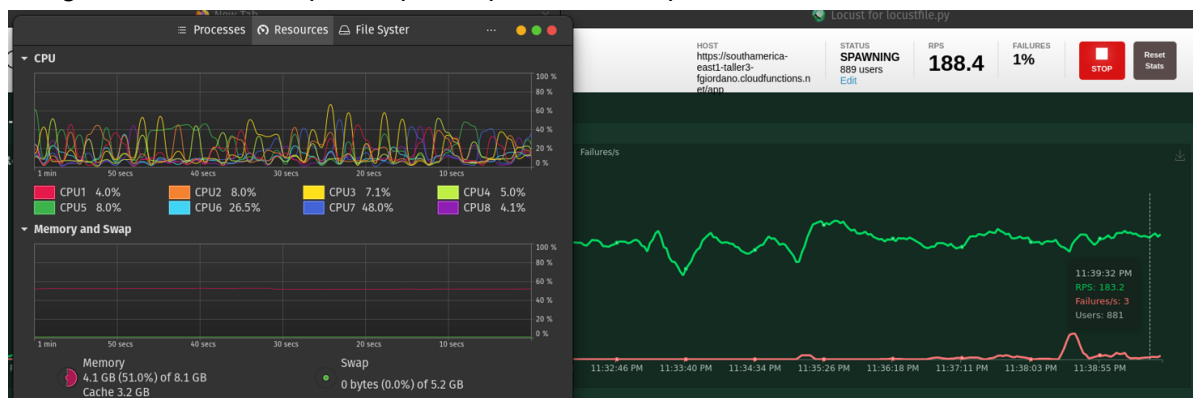 New Tab
Processes Resources File Syster ...
CPU
100 %
80 %
60 %
40 %
20 %
0 %
1 min 50 secs 40 secs 30 secs 20 secs 10 secs
CPU1 4.0% CPU2 8.0% CPU3 7.1% CPU4 5.0%
CPU5 8.0% CPU6 26.5% CPU7 48.0% CPU8 4.1%
Memory and Swap
100 %
80 %
60 %
40 %
20 %
0 %
1 min 50 secs 40 secs 30 secs 20 secs 10 secs
Memory
4.1 GB (51.0%) of 8.1 GB
Cache 3.2 GB
Swap
0 bytes (0.0%) of 5.2 GB
Locust for locustfile.py
HOST
https://southamerica-
east1-taller3-
fgiordano.cloudfunctions.n
et/app
STATUS
SPAWNING
889 users
Edit
RPS
188.4
FAILURES
1%
STOP
Reset
Stats
Failures/s
11:39:32 PM
RPS: 183.2
Failures/s: 3
Users: 881
11:32:46 PM 11:33:40 PM 11:34:34 PM 11:35:26 PM 11:36:18 PM 11:37:11 PM 11:38:03 PM 11:38:55 PM